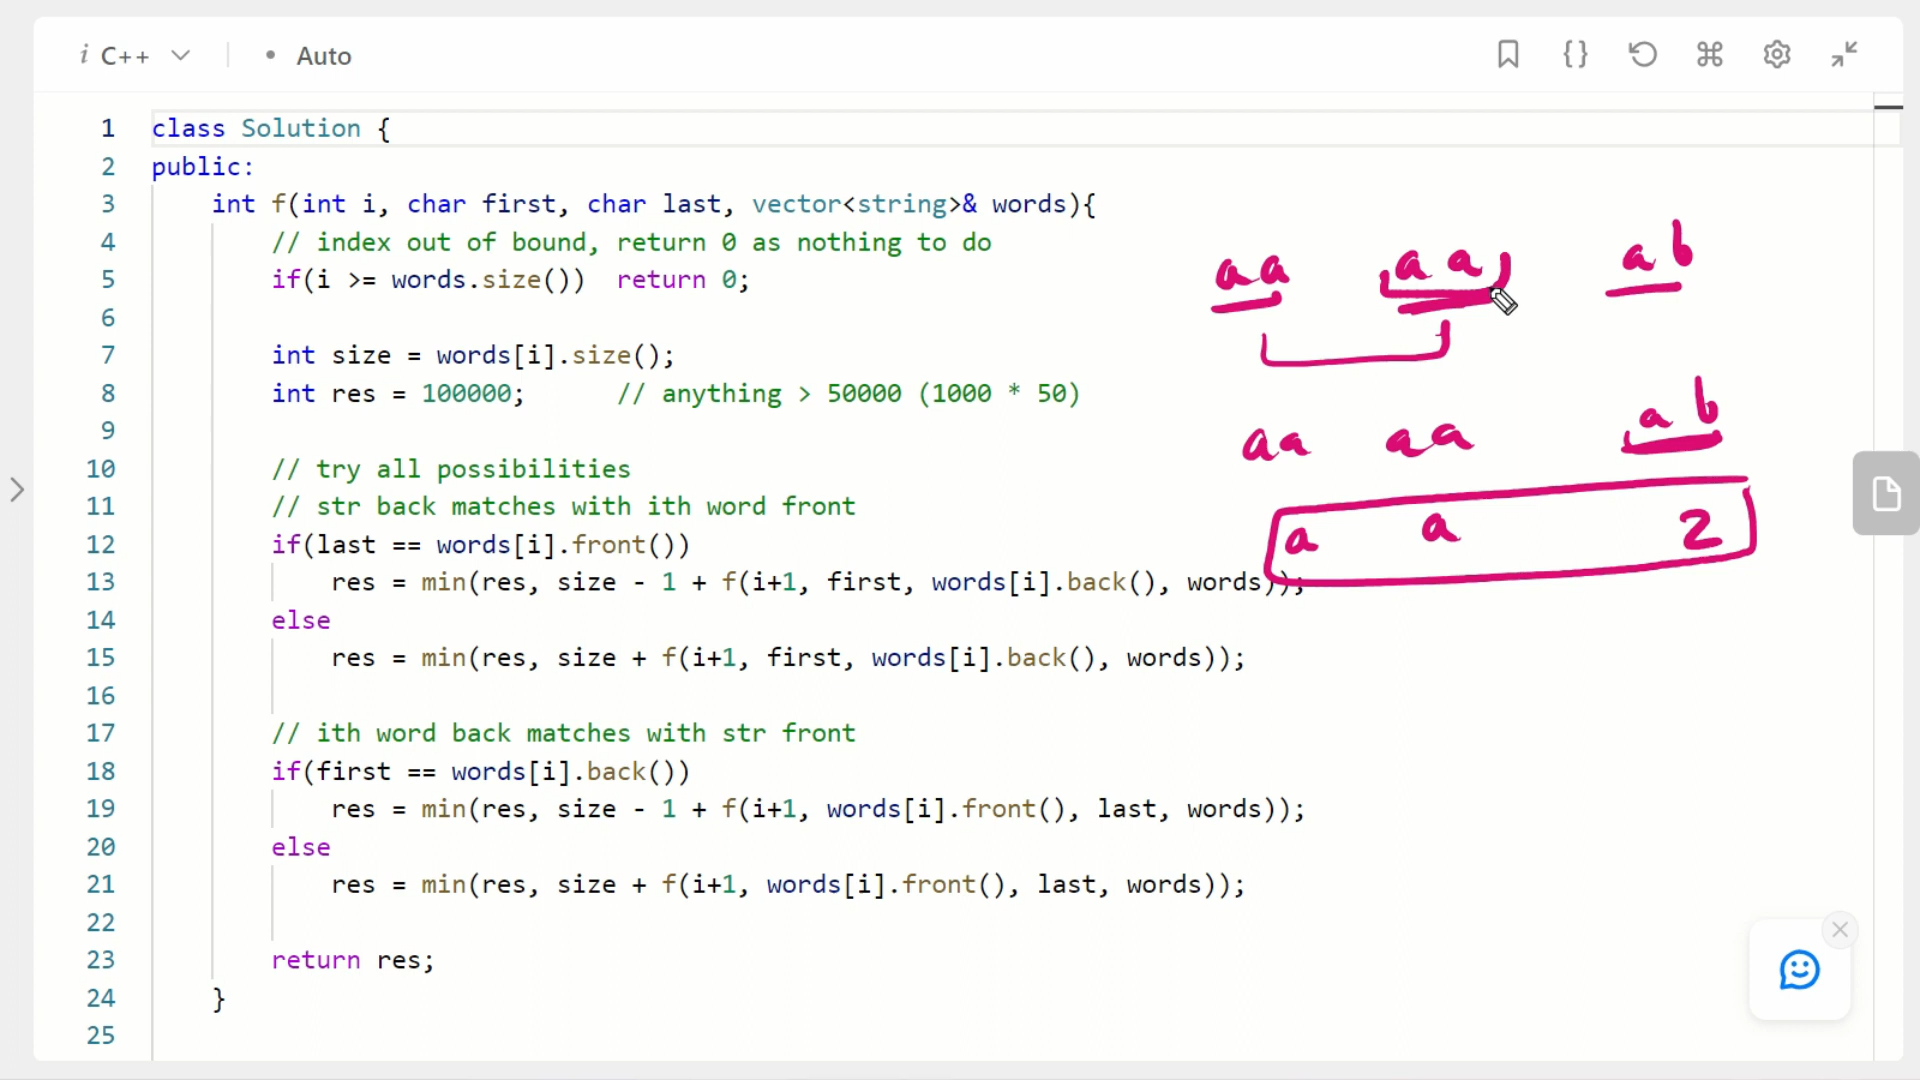 i C++ • Auto
1 class Solution {
2 public:
3 int f(int i, char first, char last, vector<string>& words){
4 // index out of bound, return 0 as nothing to do
5 if(i >= words.size()) return 0;
6
7 int size = words[i].size();
8 int res = 100000; // anything > 50000 (1000 * 50)
9
10 // try all possibilities
11 // str back matches with ith word front
12 if(last == words[i].front())
13 res = min(res, size - 1 + f(i+1, first, words[i].back(), words));
14 else
15 res = min(res, size + f(i+1, first, words[i].back(), words));
16
17 // ith word back matches with str front
18 if(first == words[i].back())
19 res = min(res, size - 1 + f(i+1, words[i].front(), last, words));
20 else
21 res = min(res, size + f(i+1, words[i].front(), last, words));
22
23 return res;
24 }
25
aa aa ab
aa aa ab
a a 2